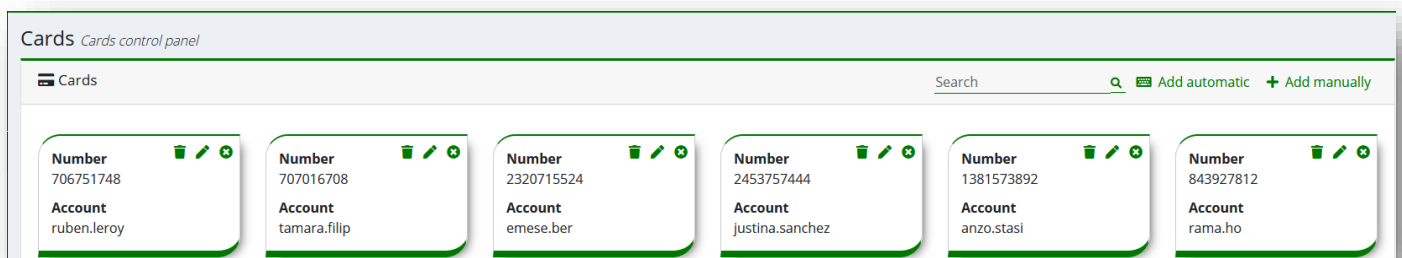 Cards Cards control panel
Cards
Search
Add automatic
Add manually
Number
706751748
Account
ruben.leroy
Number
707016708
Account
tamara.filip
Number
2320715524
Account
emese.ber
Number
2453757444
Account
justina.sanchez
Number
1381573892
Account
anzo.stasi
Number
843927812
Account
rama.ho